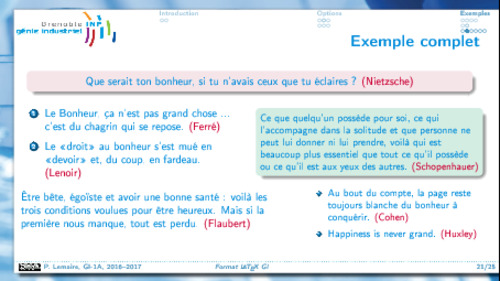 Introduction
Options
Exemples
Grenoble INP
génie industriel
Exemple complet
Que serait ton bonheur, si tu n'avais ceux que tu éclaires ? (Nietzsche)
1 Le Bonheur, ça n'est pas grand chose ...
c'est du chagrin qui se repose. (Ferré)
2 Le «droit» au bonheur s'est mué en
«devoir» et, du coup, en fardeau.
(Lenoir)
Ce que quelqu'un possède pour soi, ce qui
l'accompagne dans la solitude et que personne ne
peut lui donner ni lui prendre, voilà qui est
beaucoup plus essentiel que tout ce qu'il possède
ou ce qu'il est aux yeux des autres. (Schopenhauer)
Être bête, égoïste et avoir une bonne santé : voilà les
trois conditions voulues pour être heureux. Mais si la
première nous manque, tout est perdu. (Flaubert)
Au bout du compte, la page reste
toujours blanche du bonheur à
conquérir. (Cohen)
Happiness is never grand. (Huxley)
P. Lemaire, GI-1A, 2016–2017
Format LATEX GI
25/25